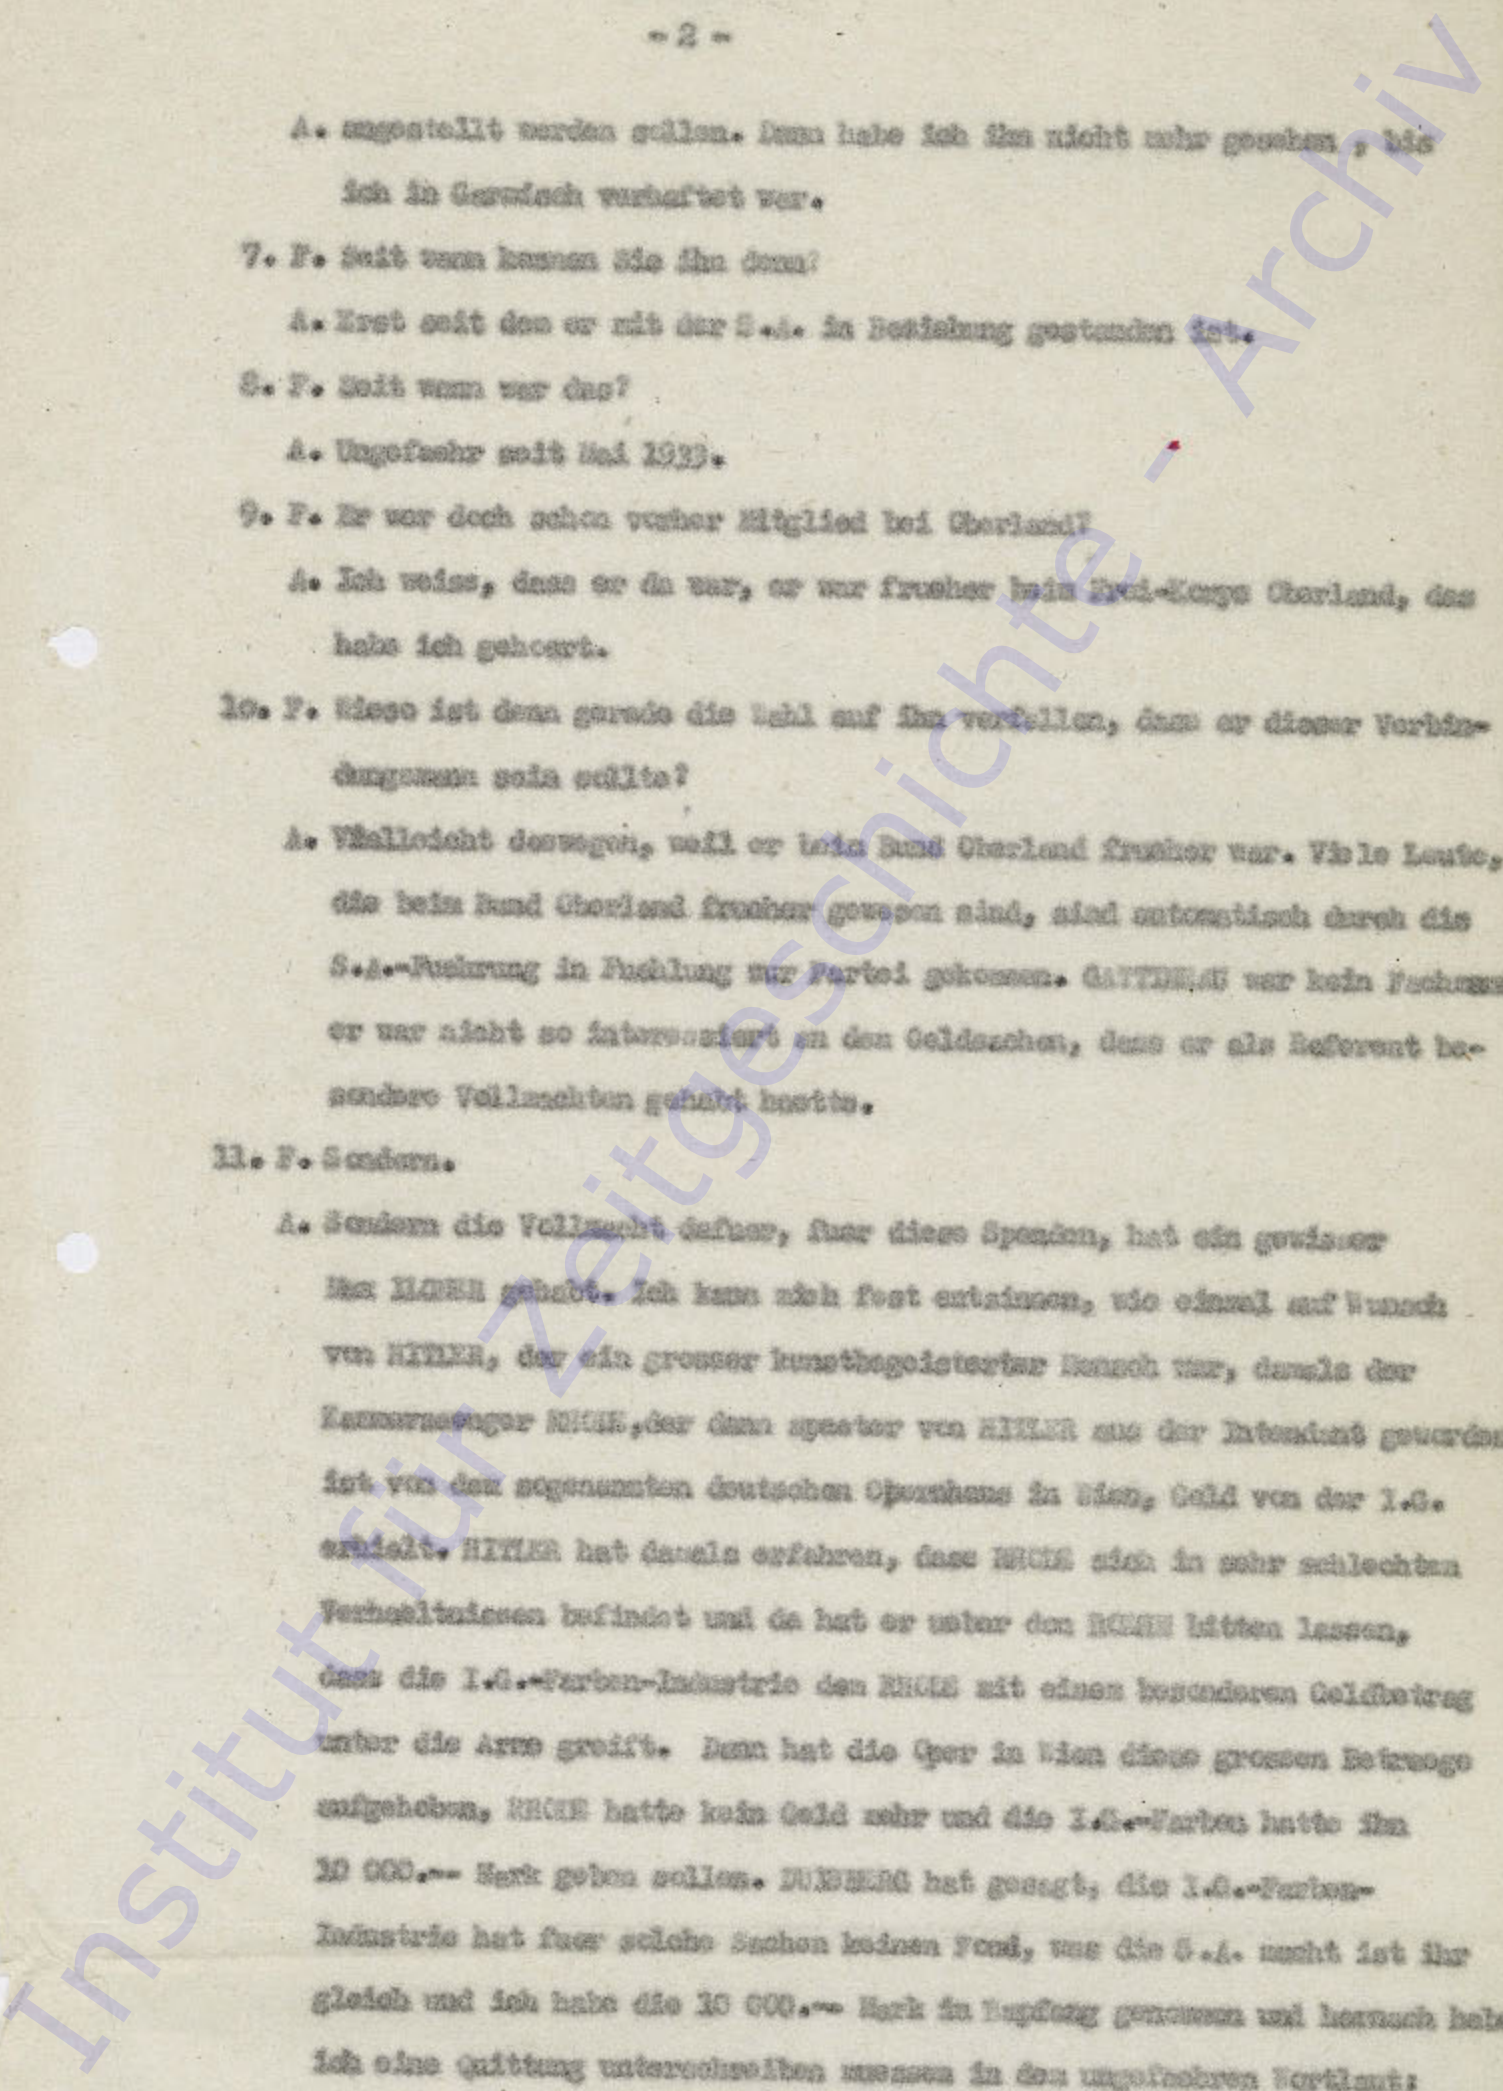 - 2 -
A. angestellt werden sollen. Dann habe ich ihn nicht mehr gesehen , bis
ich in Garmisch verhaftet war.
7. F. Seit wann kennen Sie ihn denn?
A. Erst seit dem er mit der S.A. in Beziehung gestanden ist.
8. F. Seit wann war das?
A. Ungefaehr seit Mai 1933.
9. F. Er war doch schon vorher Mitglied bei Oberland?
A. Ich weiss, dass er da war, er war frueher beim Frei-Korps Oberland, das
habe ich gehoert.
10. F. Wieso ist denn gerade die Wahl auf ihn verfallen, dass er dieser Verbin-
dungsmann sein sollte?
A. Vielleicht deswegen, weil er beim Bund Oberland frueher war. Viele Leute,
die beim Bund Oberland frueher gewesen sind, sind automatisch durch die
S.A.-Fuehrung in Fuehlung zur Partei gekommen. war kein Fachmann
er war nicht so interessiert an den Geldsachen, dass er als Referent be-
sondere Vollmachten gehabt haette.
11. F. Sondern.
A. Sondern die Vollmacht dafuer, fuer diese Spenden, hat ein gewisser
Max ILGNER gehabt. Ich kann mich fest entsinnen, wie einmal auf Wunsch
von HITLER, der ein grosser kunstbegeisterter Mensch war, damals der
Kammersaenger RHODE,der dann spaeter von HITLER aus der Intendant geworden
ist von dem sogenannten deutschen Opernhaus in Wien, Geld von der I.G.
erhielt. HITLER hat damals erfahren, dass RHODE sich in sehr schlechten
Verhaeltnissen befindet und da hat er ueber den ROEHM bitten lassen,
dass die I.G.-Farben-Industrie dem RHODE mit einem besonderen Geldbetrag
unter die Arme greift. Dann hat die Oper in Wien diese grossen Betraege
aufgehoben, RHODE hatte kein Geld mehr und die I.G.-Farben hatte ihm
10 000.-- Mark geben sollen. DUISBERG hat gesagt, die I.G.-Farben-
Industrie hat fuer solche Sachen keinen Fond, was die S.A. macht ist ihr
gleich und ich habe die 10 000.-- Mark in Empfang genommen und hernach habe
ich eine Quittung unterschreiben muessen in dem ungefaehren Wortlaut:
Institut für Zeitgeschichte - Archiv